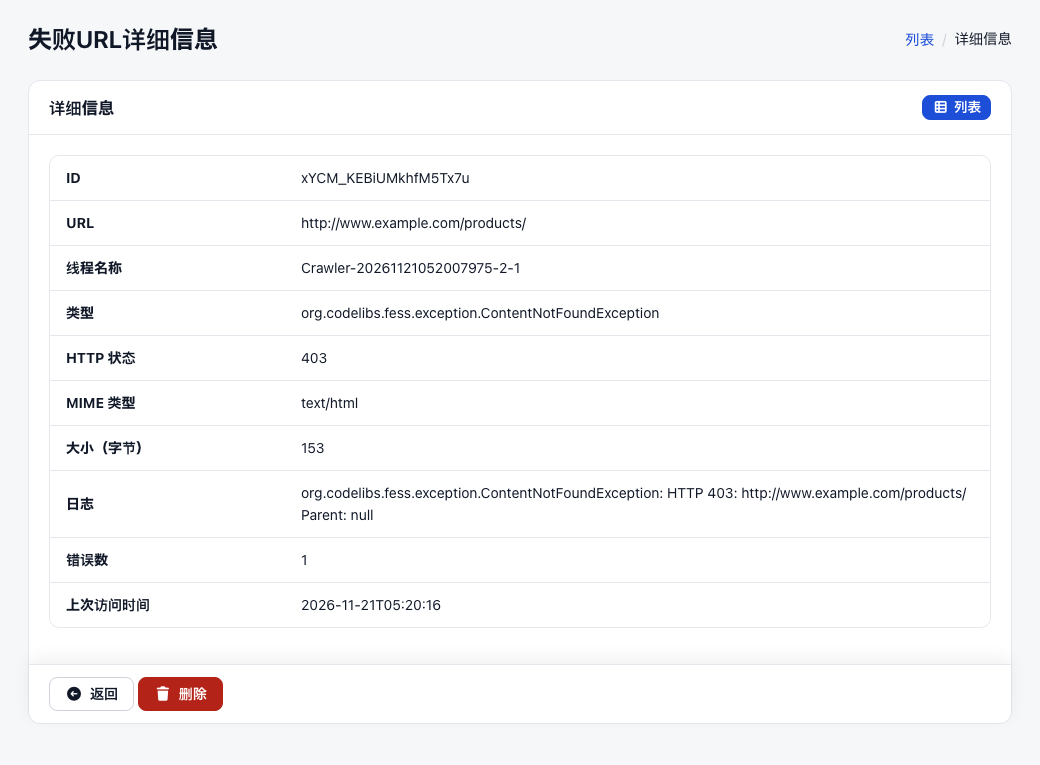 失败URL详细信息
列表 / 详细信息
详细信息
列表
ID xYCM_KEBiUMkhfM5Tx7u
URL http://www.example.com/products/
线程名称 Crawler-20261121052007975-2-1
类型 org.codelibs.fess.exception.ContentNotFoundException
HTTP 状态 403
MIME 类型 text/html
大小（字节） 153
日志 org.codelibs.fess.exception.ContentNotFoundException: HTTP 403: http://www.example.com/products/
Parent: null
错误数 1
上次访问时间 2026-11-21T05:20:16
返回 删除